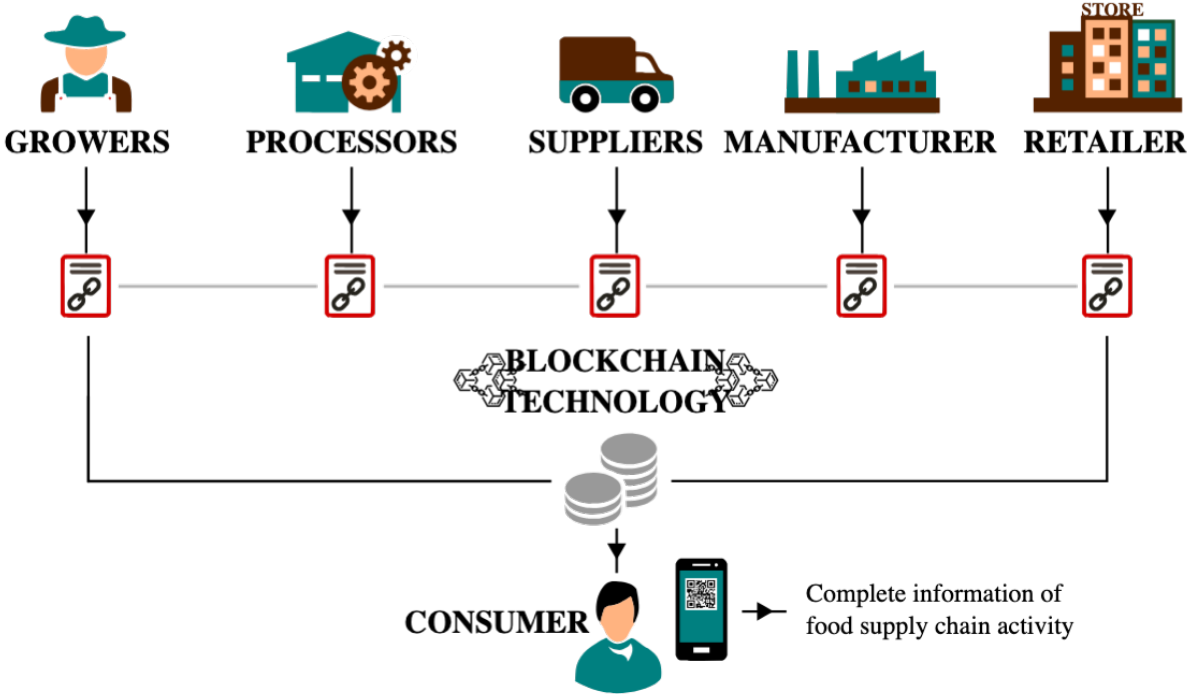 STORE
GROWERS
PROCESSORS
SUPPLIERS
MANUFACTURER
RETAILER
BLOCKCHAIN
TECHNOLOGY
CONSUMER
Complete information of
food supply chain activity